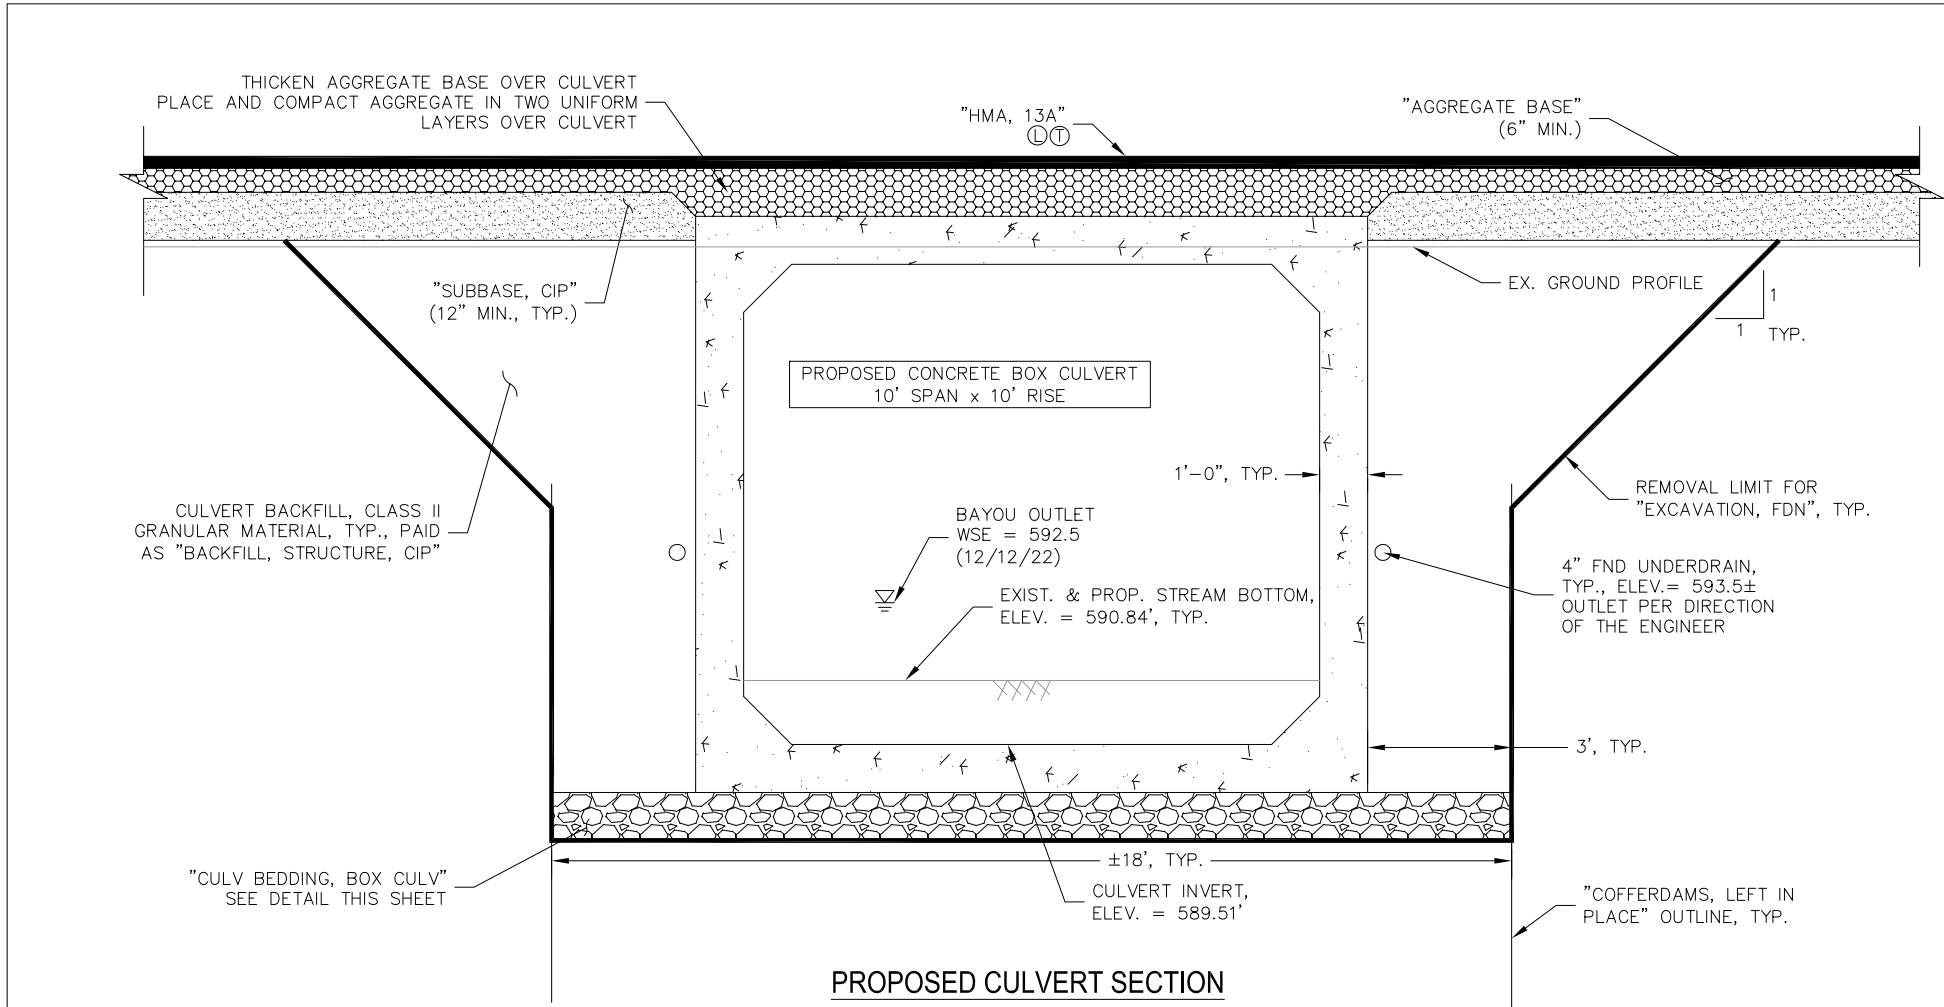 THICKEN AGGREGATE BASE OVER CULVERT
PLACE AND COMPACT AGGREGATE IN TWO UNIFORM
LAYERS OVER CULVERT
"HMA, 13A"
Ⓛ Ⓣ
"AGGREGATE BASE"
(6" MIN.)
"SUBBASE, CIP"
(12" MIN., TYP.)
EX. GROUND PROFILE
1
1
TYP.
PROPOSED CONCRETE BOX CULVERT
10' SPAN x 10' RISE
1'-0", TYP.
CULVERT BACKFILL, CLASS II
GRANULAR MATERIAL, TYP., PAID
AS "BACKFILL, STRUCTURE, CIP"
BAYOU OUTLET
WSE = 592.5
(12/12/22)
REMOVAL LIMIT FOR
"EXCAVATION, FDN", TYP.
EXIST. & PROP. STREAM BOTTOM,
ELEV. = 590.84', TYP.
4" FND UNDERDRAIN,
TYP., ELEV.= 593.5±
OUTLET PER DIRECTION
OF THE ENGINEER
3', TYP.
±18', TYP.
"CULV BEDDING, BOX CULV"
SEE DETAIL THIS SHEET
CULVERT INVERT,
ELEV. = 589.51'
"COFFERDAMS, LEFT IN
PLACE" OUTLINE, TYP.
PROPOSED CULVERT SECTION